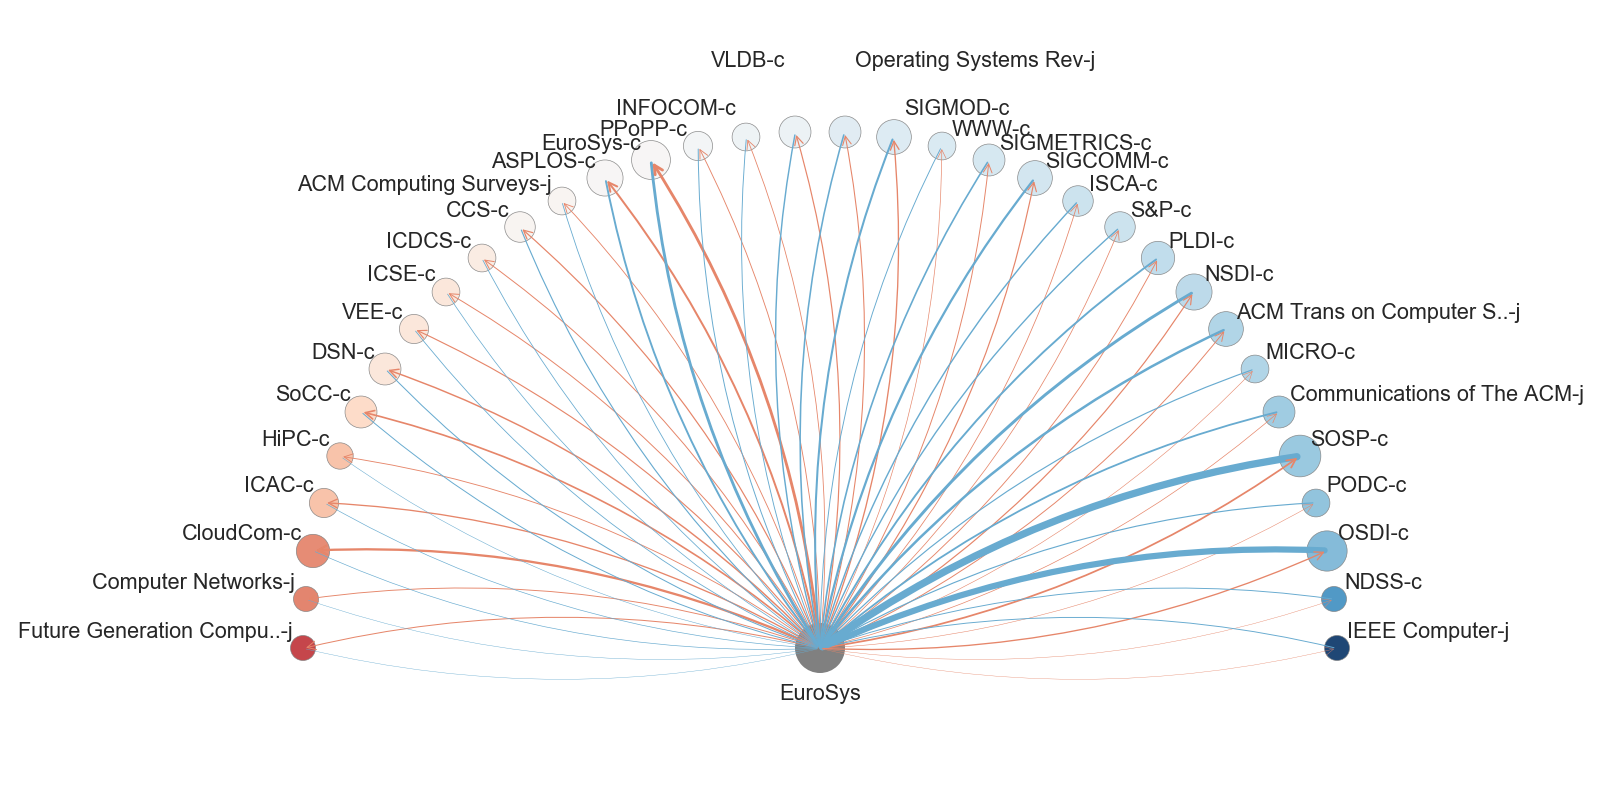 VLDB-c
Operating Systems Rev-j
INFOCOM-c
SIGMOD-c
PPoPP-c
WWW-c
EuroSys-c
SIGMETRICS-c
ASPLOS-c
SIGCOMM-c
ACM Computing Surveys-j
ISCA-c
CCS-c
S&P-c
ICDCS-c
PLDI-c
ICSE-c
NSDI-c
VEE-c
ACM Trans on Computer S..-j
DSN-c
MICRO-c
SoCC-c
Communications of The ACM-j
HiPC-c
SOSP-c
ICAC-c
PODC-c
CloudCom-c
OSDI-c
Computer Networks-j
NDSS-c
Future Generation Compu..-j
IEEE Computer-j
EuroSys